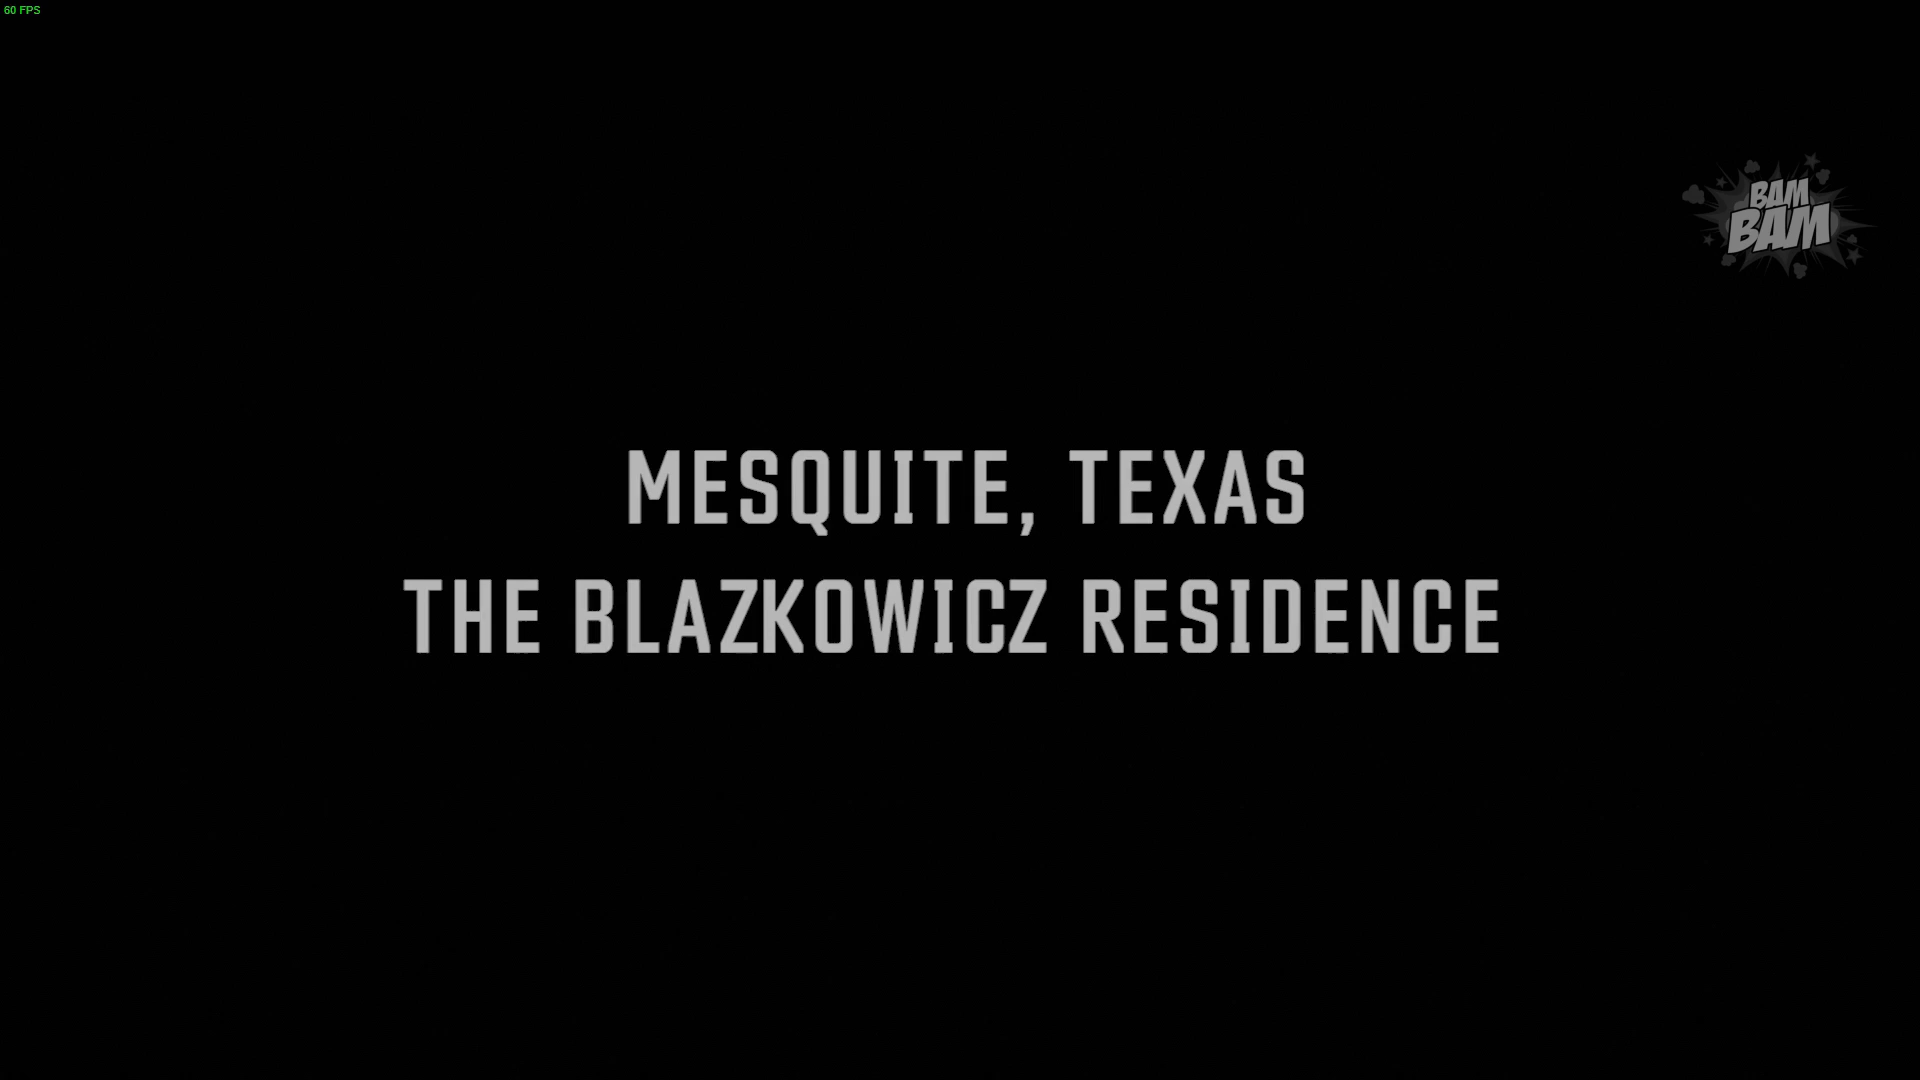 60 FPS
BAM
BAM
MESQUITE, TEXAS
THE BLAZKOWICZ RESIDENCE